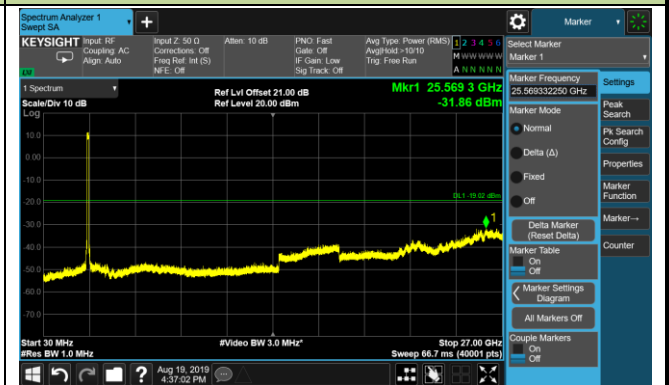 Spectrum Analyzer 1
Swept SA
Marker
KEYSIGHT
Input: RF
Coupling: AC
Align: Auto
Input Z: 50 Ω
Corrections: Off
Freq Ref: Int (S)
NFE: Off
Atten: 10 dB
PNO: Fast
Gate: Off
IF Gain: Low
Sig Track: Off
Avg Type: Power (RMS)
Avg|Hold:>10/10
Trig: Free Run
1 2 3 4 5 6
M W W W W W
A N N N N N
LXI
Select Marker
Marker 1
1 Spectrum
Scale/Div 10 dB
Log
Ref Lvl Offset 21.00 dB
Ref Level 20.00 dBm
Mkr1 25.569 3 GHz
-31.86 dBm
10.0
0.00
-10.0
-20.0
-30.0
-40.0
-50.0
-60.0
-70.0
DL1 -19.02 dBm
1
Start 30 MHz
#Res BW 1.0 MHz
#Video BW 3.0 MHz*
Stop 27.00 GHz
Sweep 66.7 ms (40001 pts)
Marker Frequency
25.569332250 GHz
Marker Mode
Normal
Delta (Δ)
Fixed
Off
Delta Marker
(Reset Delta)
Marker Table
On
Off
Marker Settings
Diagram
All Markers Off
Couple Markers
On
Off
Settings
Peak
Search
Pk Search
Config
Properties
Marker
Function
Marker→
Counter
Aug 19, 2019
4:37:02 PM